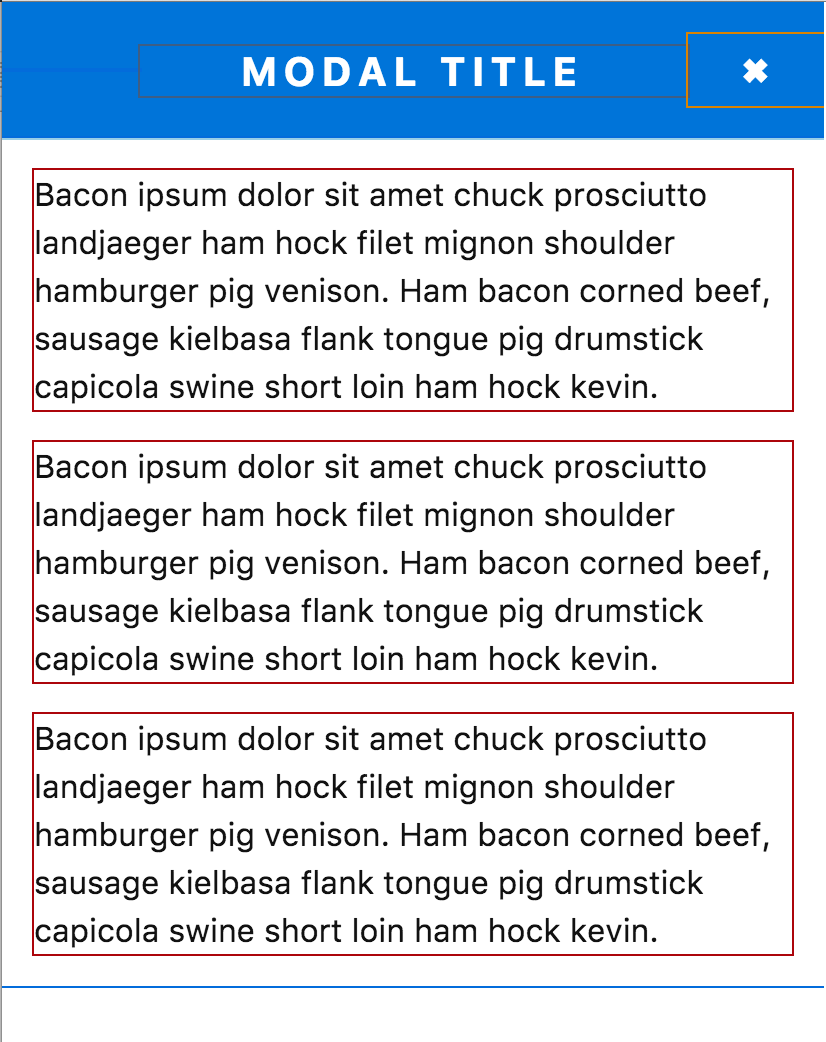 MODAL TITLE ✖
Bacon ipsum dolor sit amet chuck prosciutto
landjaeger ham hock filet mignon shoulder
hamburger pig venison. Ham bacon corned beef,
sausage kielbasa flank tongue pig drumstick
capicola swine short loin ham hock kevin.
Bacon ipsum dolor sit amet chuck prosciutto
landjaeger ham hock filet mignon shoulder
hamburger pig venison. Ham bacon corned beef,
sausage kielbasa flank tongue pig drumstick
capicola swine short loin ham hock kevin.
Bacon ipsum dolor sit amet chuck prosciutto
landjaeger ham hock filet mignon shoulder
hamburger pig venison. Ham bacon corned beef,
sausage kielbasa flank tongue pig drumstick
capicola swine short loin ham hock kevin.